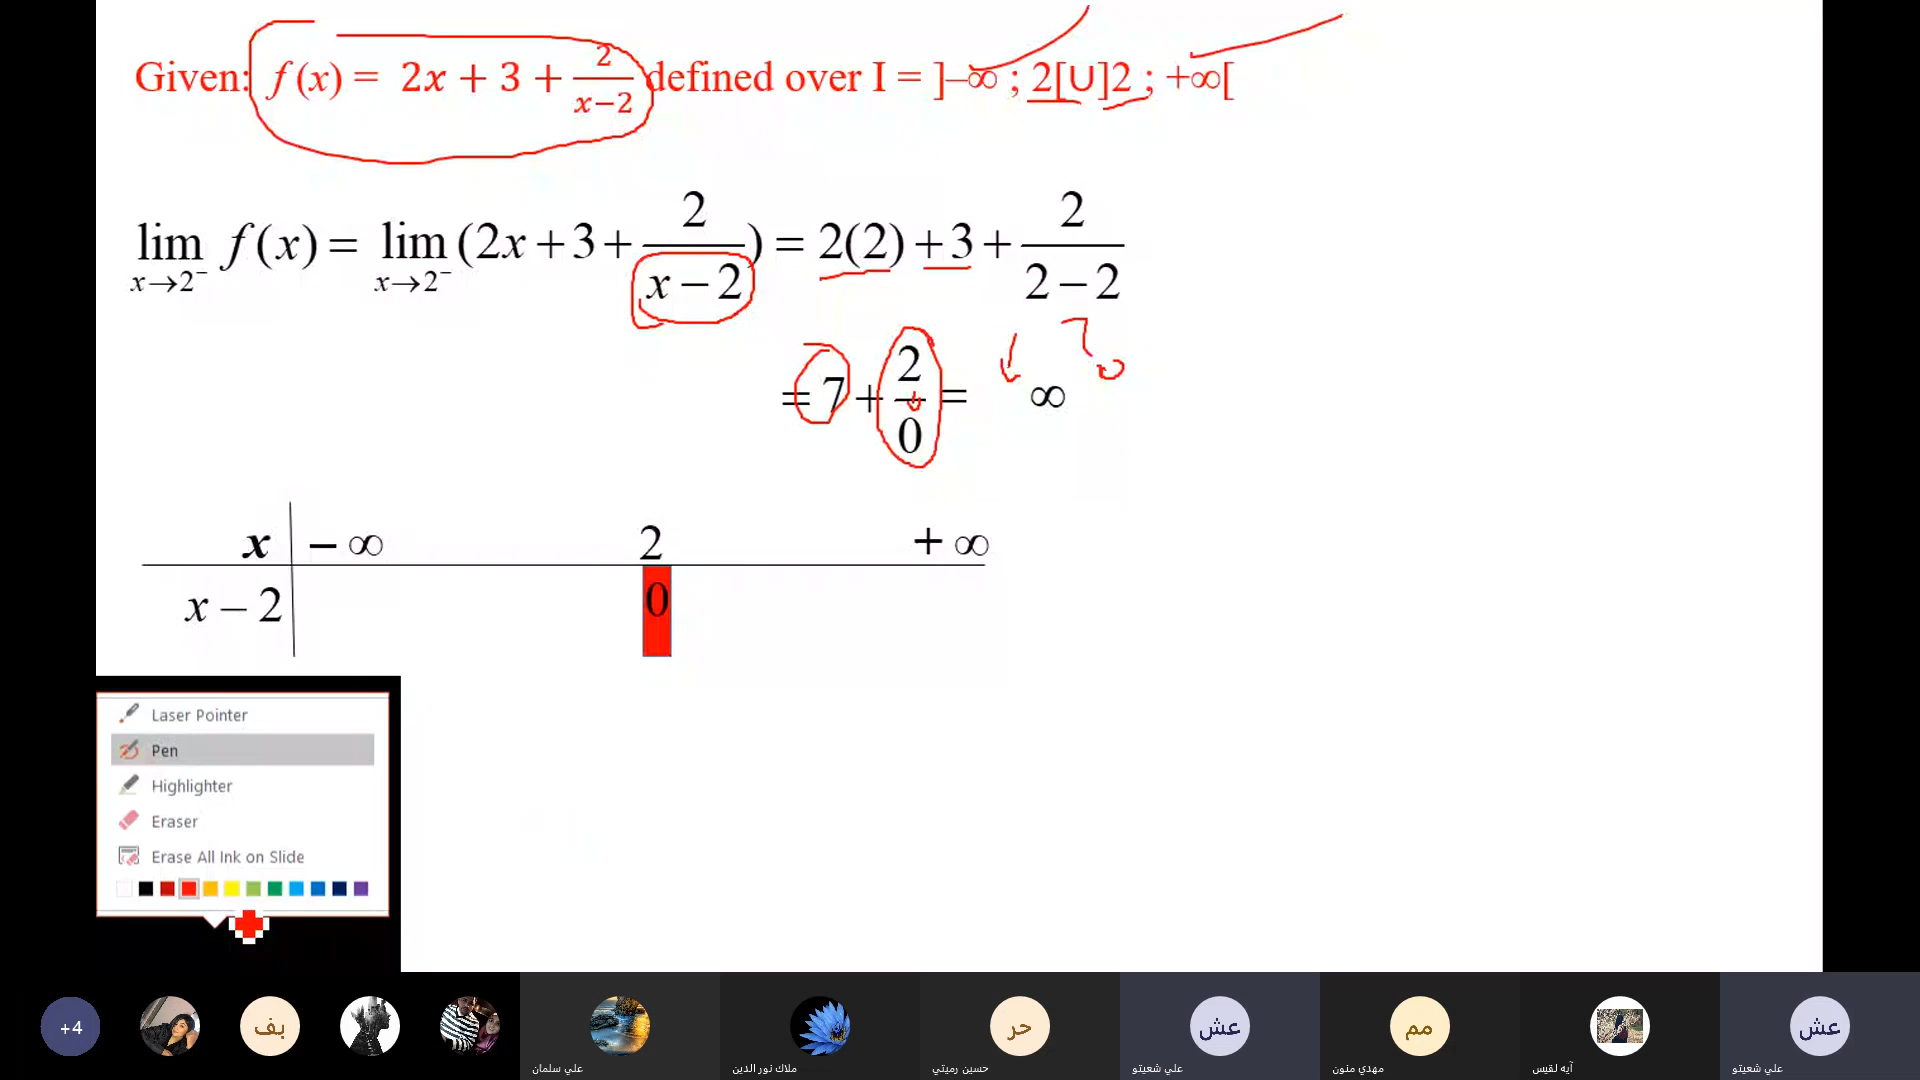 Given: f(x) = 2x + 3 + 2/(x−2) defined over I = ]−∞ ; 2[∪]2 ; +∞[
lim x→2⁻ f(x) = lim x→2⁻ (2x + 3 + 2/(x − 2)) = 2(2) + 3 + 2/(2 − 2)
= 7 + 2/0 = ∞
? 0
x − ∞ 2 + ∞
x − 2 0
Laser Pointer
Pen
Highlighter
Eraser
Erase All Ink on Slide
+4
بف
حر
عش
مم
عش
علي سلمان
ملاك نور الدين
حسين رميتي
علي شعيتو
مهدي منون
آيه لقيس
علي شعيتو